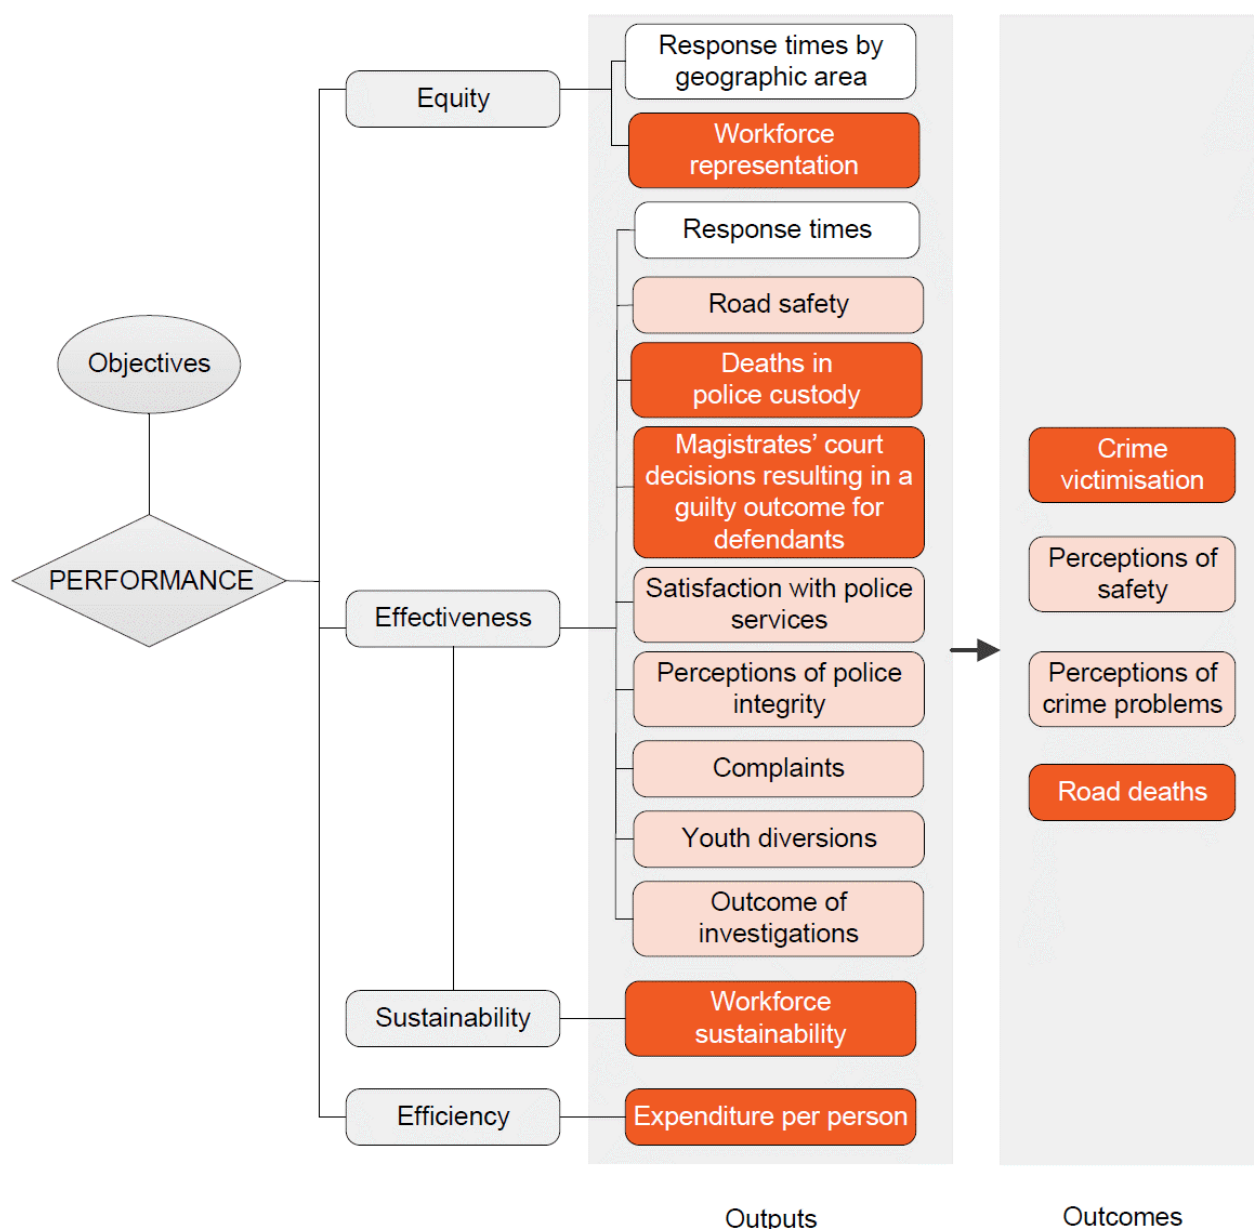 Objectives
PERFORMANCE
Equity
Effectiveness
Sustainability
Efficiency
Response times by
geographic area
Workforce
representation
Response times
Road safety
Deaths in
police custody
Magistrates’ court
decisions resulting in a
guilty outcome for
defendants
Satisfaction with police
services
Perceptions of police
integrity
Complaints
Youth diversions
Outcome of
investigations
Workforce
sustainability
Expenditure per person
Outputs
Crime
victimisation
Perceptions of
safety
Perceptions of
crime problems
Road deaths
Outcomes